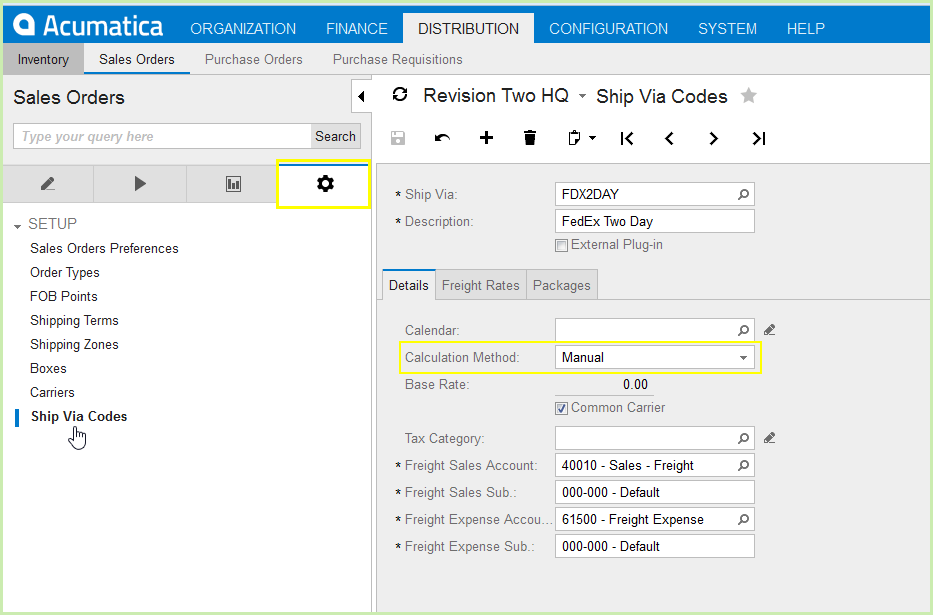 Acumatica ORGANIZATION FINANCE DISTRIBUTION CONFIGURATION SYSTEM HELP
Inventory Sales Orders Purchase Orders Purchase Requisitions
Sales Orders
Type your query here Search
SETUP
Sales Orders Preferences
Order Types
FOB Points
Shipping Terms
Shipping Zones
Boxes
Carriers
Ship Via Codes
Revision Two HQ Ship Via Codes
* Ship Via: FDX2DAY
* Description: FedEx Two Day
External Plug-in
Details Freight Rates Packages
Calendar:
Calculation Method: Manual
Base Rate: 0.00
Common Carrier
Tax Category:
* Freight Sales Account: 40010 - Sales - Freight
* Freight Sales Sub.: 000-000 - Default
* Freight Expense Accou... 61500 - Freight Expense
* Freight Expense Sub.: 000-000 - Default